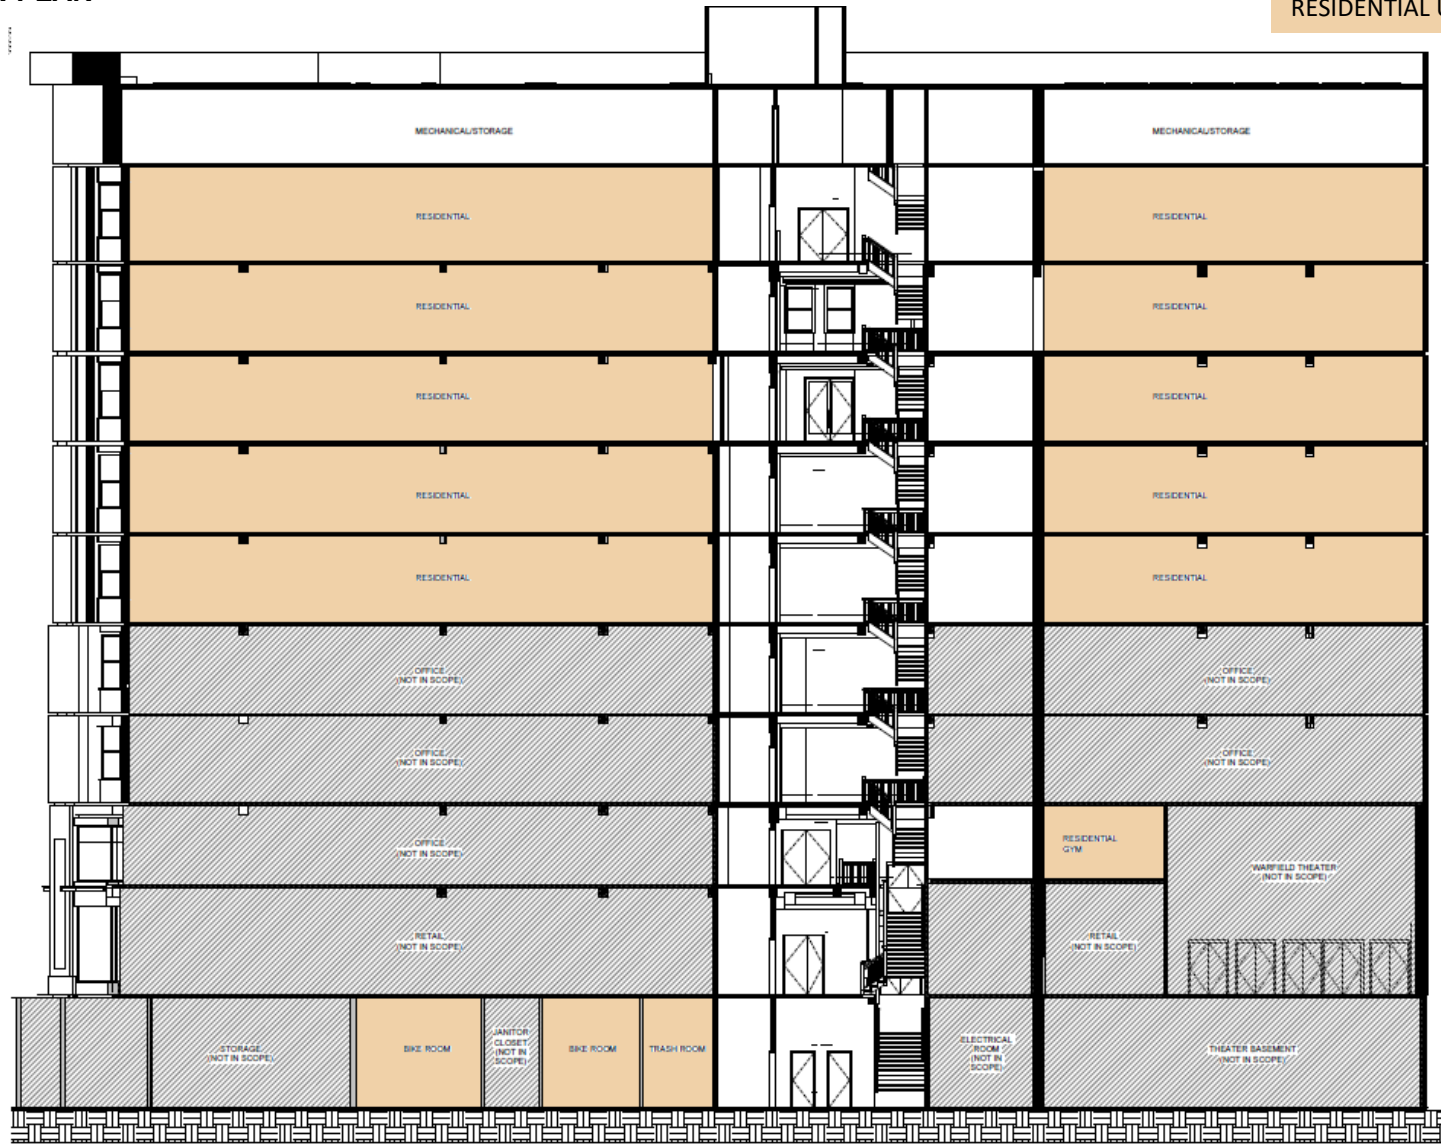 RESIDENTIAL U
MECHANICAL/STORAGE
MECHANICAL/STORAGE
RESIDENTIAL
RESIDENTIAL
RESIDENTIAL
RESIDENTIAL
RESIDENTIAL
RESIDENTIAL
RESIDENTIAL
RESIDENTIAL
RESIDENTIAL
RESIDENTIAL
OFFICE
(NOT IN SCOPE)
OFFICE
(NOT IN SCOPE)
OFFICE
(NOT IN SCOPE)
OFFICE
(NOT IN SCOPE)
OFFICE
(NOT IN SCOPE)
RESIDENTIAL
GYM
WARFIELD THEATER
(NOT IN SCOPE)
RETAIL
(NOT IN SCOPE)
RETAIL
(NOT IN SCOPE)
STORAGE
(NOT IN SCOPE)
BIKE ROOM
JANITOR
CLOSET
(NOT IN
SCOPE)
BIKE ROOM
TRASH ROOM
ELECTRICAL
ROOM
(NOT IN
SCOPE)
THEATER BASEMENT
(NOT IN SCOPE)